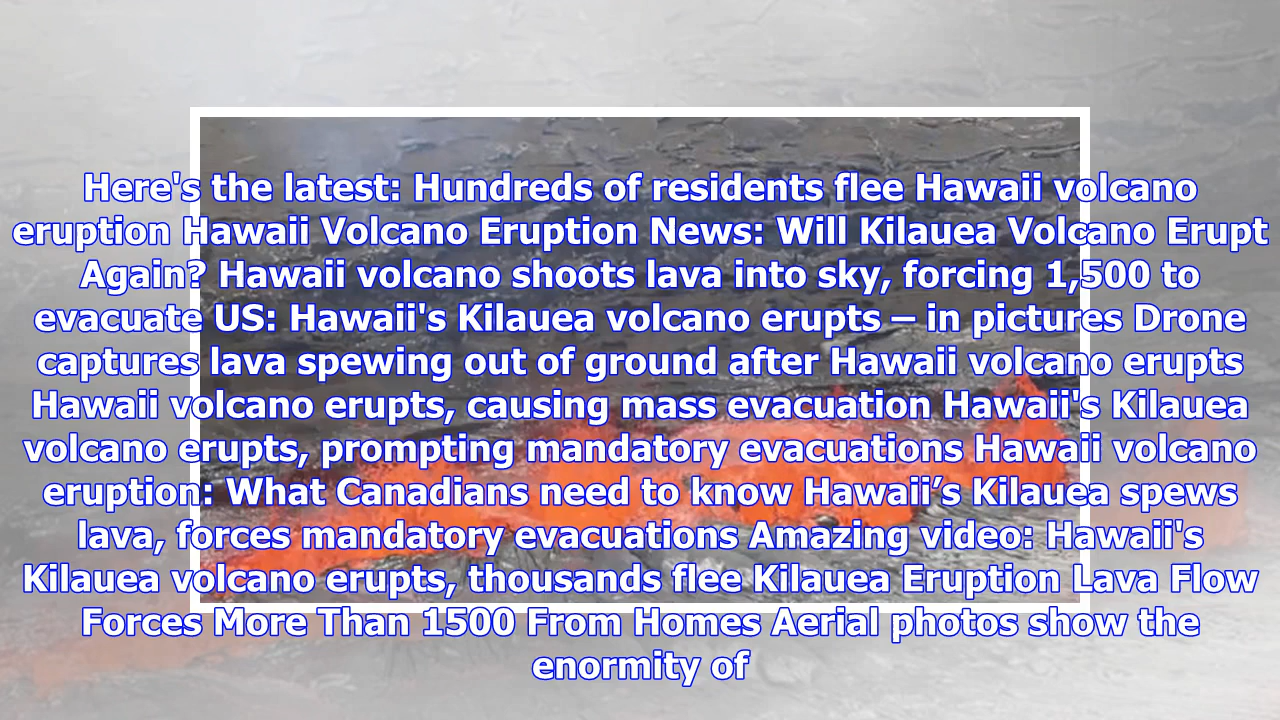 Here's the latest: Hundreds of residents flee Hawaii volcano
eruption Hawaii Volcano Eruption News: Will Kilauea Volcano Erupt
Again? Hawaii volcano shoots lava into sky, forcing 1,500 to
evacuate US: Hawaii's Kilauea volcano erupts – in pictures Drone
captures lava spewing out of ground after Hawaii volcano erupts
Hawaii volcano erupts, causing mass evacuation Hawaii's Kilauea
volcano erupts, prompting mandatory evacuations Hawaii volcano
eruption: What Canadians need to know Hawaii’s Kilauea spews
lava, forces mandatory evacuations Amazing video: Hawaii's
Kilauea volcano erupts, thousands flee Kilauea Eruption Lava Flow
Forces More Than 1500 From Homes Aerial photos show the
enormity of